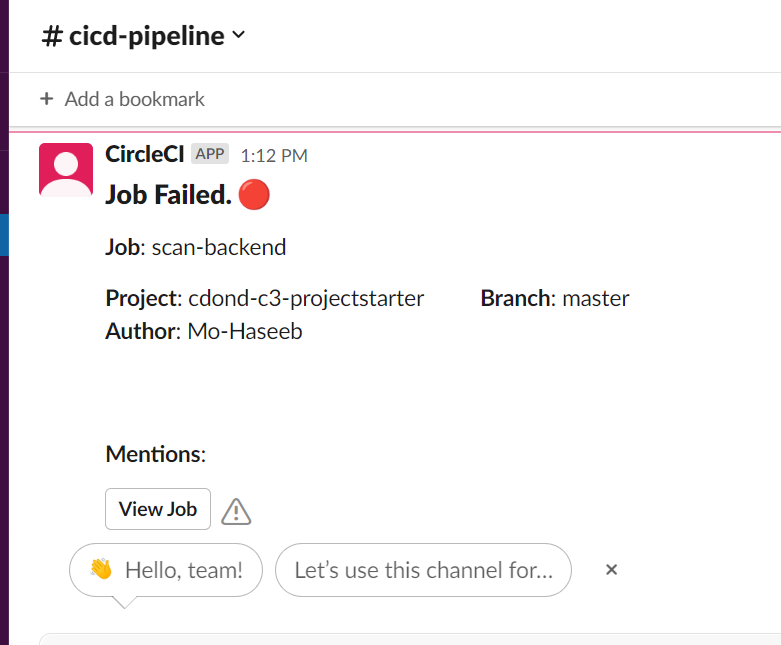 # cicd-pipeline
+ Add a bookmark
CircleCI APP 1:12 PM
Job Failed. 🔴
Job: scan-backend
Project: cdond-c3-projectstarter Branch: master
Author: Mo-Haseeb
Mentions:
View Job
👋 Hello, team! Let’s use this channel for... ×